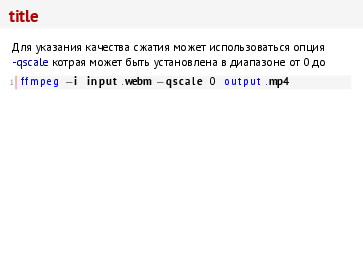 title
Для указания качества сжатия может использоваться опция
-qscale котрая может быть установлена в диапазоне от 0 до
1 ffmpeg -i input.webm -qscale 0 output.mp4